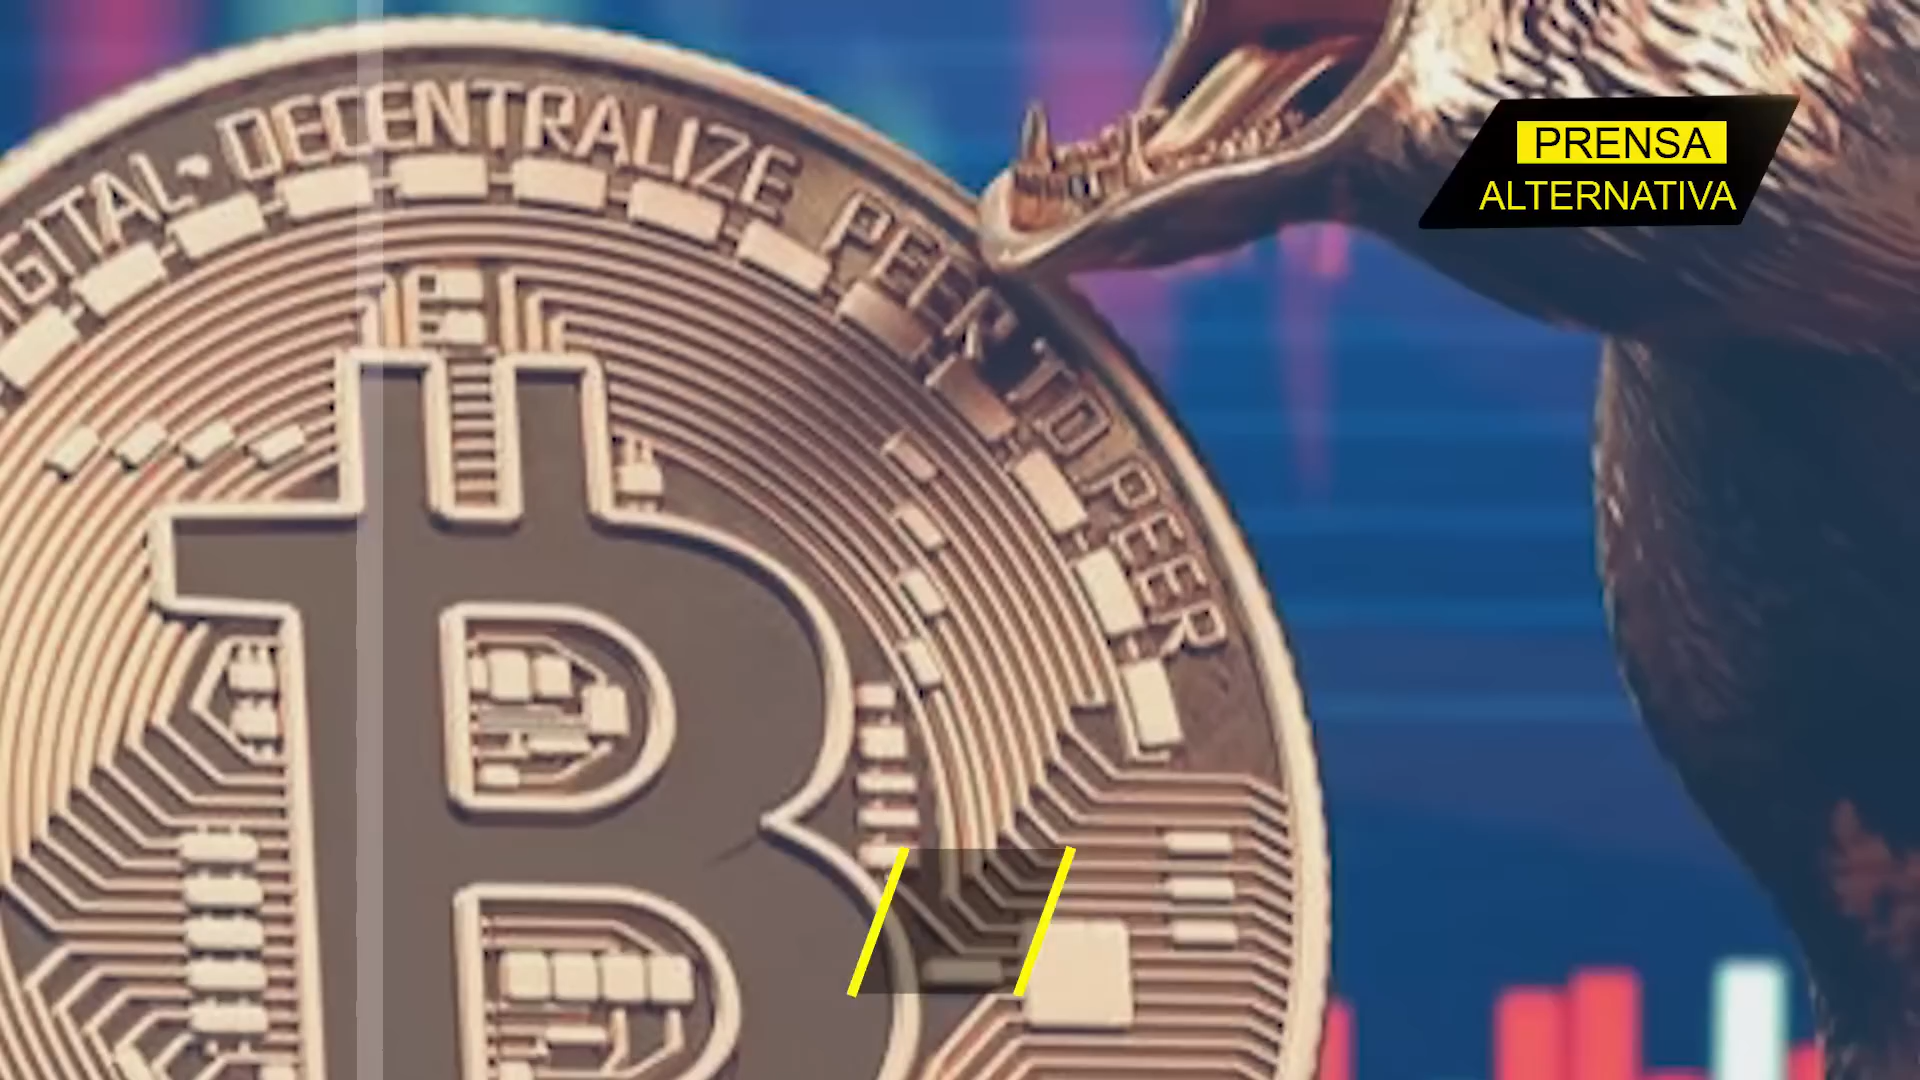 DIGITAL • DECENTRALIZE PEER TO PEER
PRENSA
ALTERNATIVA